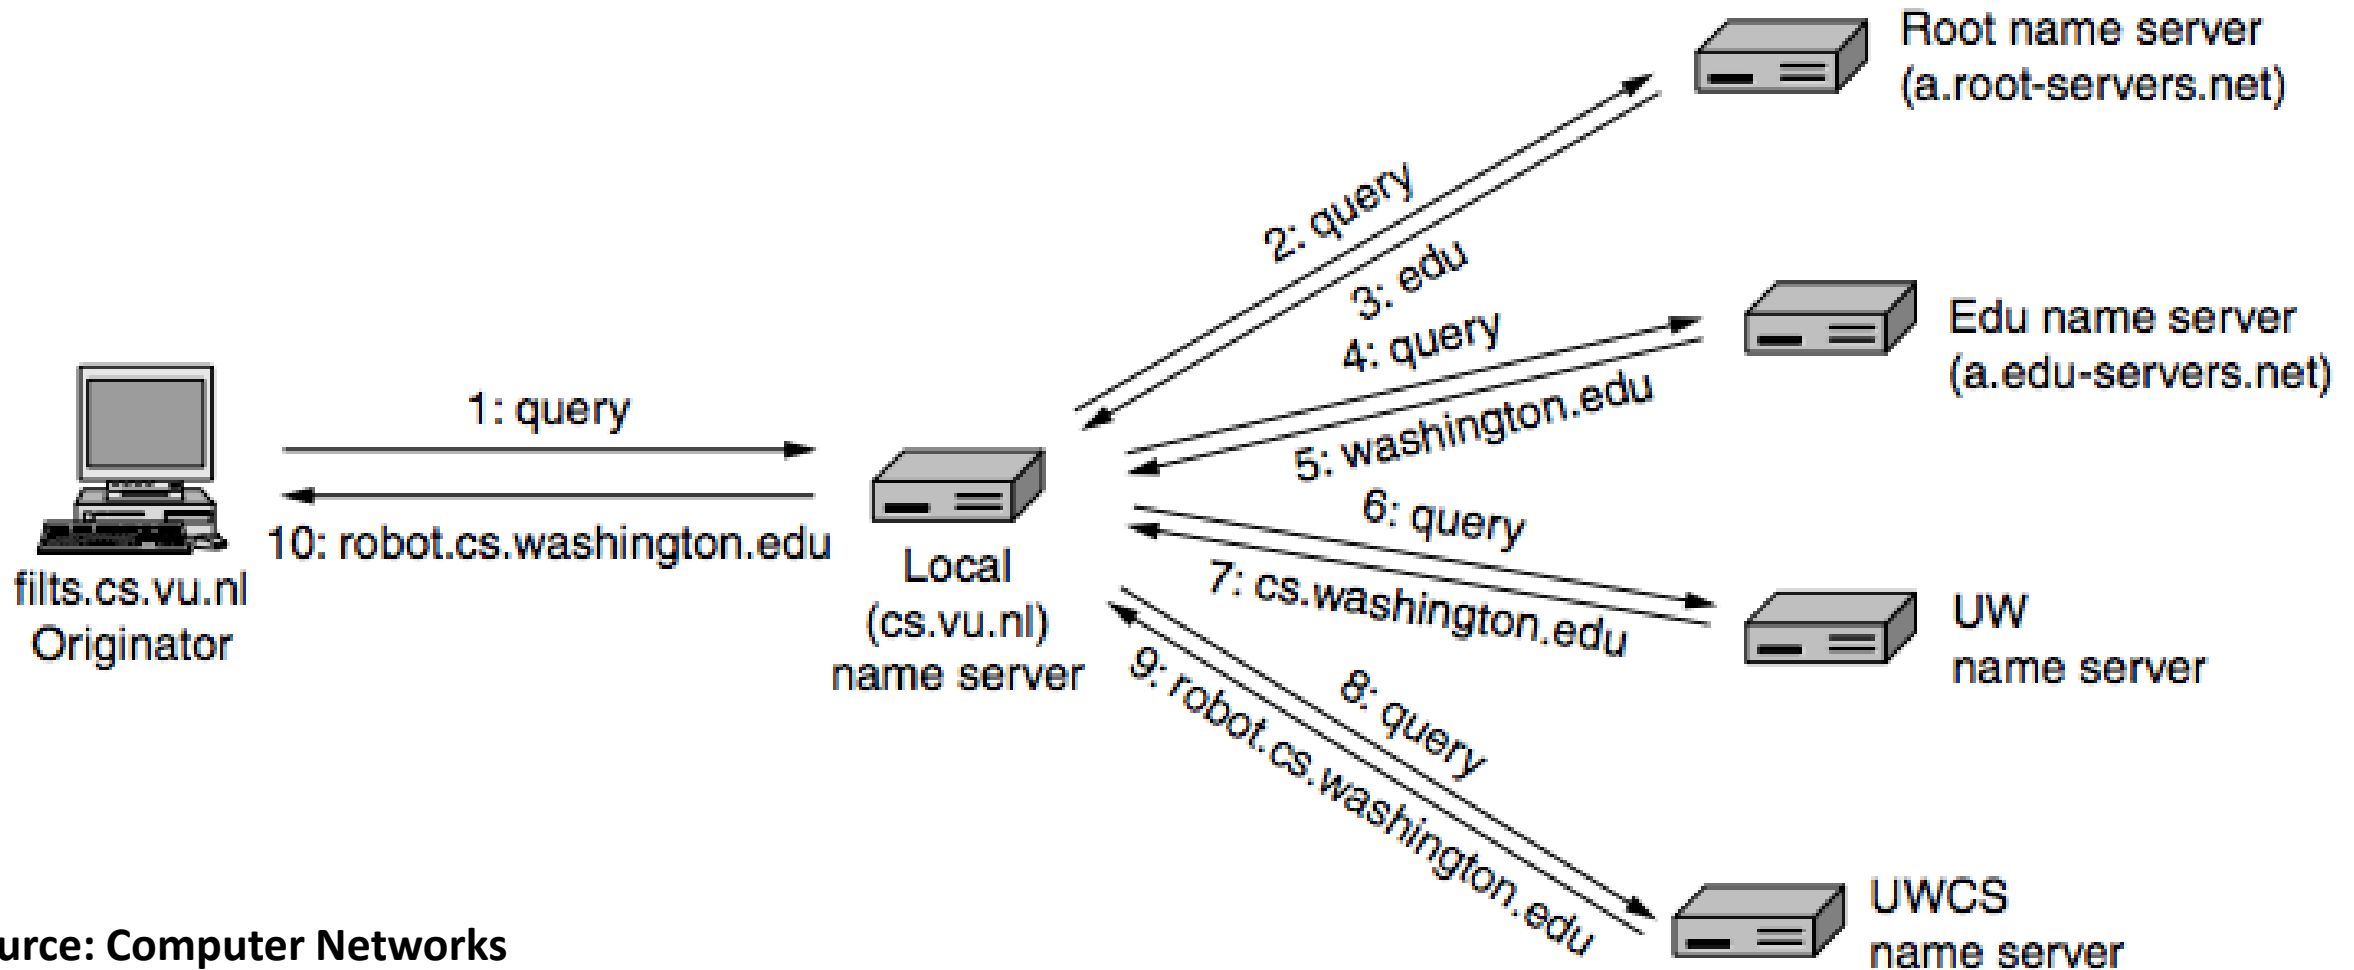 Root name server
(a.root-servers.net)
2: query
3: edu
Edu name server
(a.edu-servers.net)
4: query
5: washington.edu
1: query
10: robot.cs.washington.edu
filts.cs.vu.nl
Originator
Local
(cs.vu.nl)
name server
6: query
7: cs.washington.edu
UW
name server
8: query
9: robot.cs.washington.edu
UWCS
name server
urce: Computer Networks